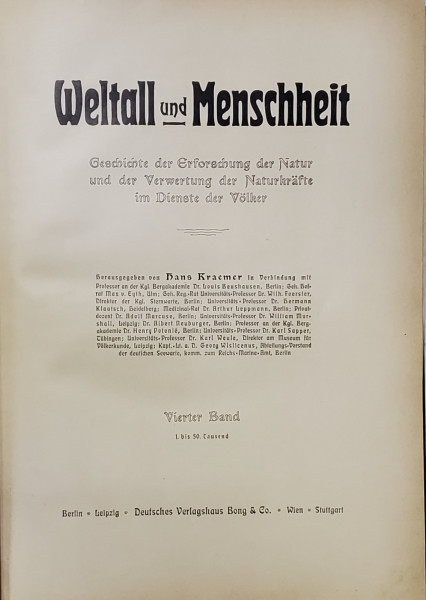 Weltall und Menschheit
Geschichte der Erforschung der Natur
und der Verwertung der Naturkräfte
im Dienste der Völker
Herausgegeben von Hans Kraemer in Verbindung mit
Professor an der Kgl. Bergakademie Dr. Louis Beushausen, Berlin; Geh. Hof-
rat Max v. Eyth, Ulm; Geh. Reg.-Rat Universitäts-Professor Dr. Wilh. Foerster,
Direktor der Kgl. Sternwarte, Berlin; Universitäts-Professor Dr. Hermann
Klaatsch, Heidelberg; Medizinal-Rat Dr. Arthur Leppmann, Berlin; Privat-
dozent Dr. Adolf Marcuse, Berlin; Universitäts-Professor Dr. William Mar-
shall, Leipzig; Dr. Albert Neuburger, Berlin; Professor an der Kgl. Berg-
akademie Dr. Henry Potonié, Berlin; Universitäts-Professor Dr. Karl Sapper,
Tübingen; Universitäts-Professor Dr. Karl Weule, Direktor am Museum für
Völkerkunde, Leipzig; Kapt.-Lt. a. D. Georg Wislicenus, Abteilungs-Vorstand
der deutschen Seewarte, komm. zum Reichs-Marine-Amt, Berlin
Vierter Band
1. bis 50. Tausend
Berlin • Leipzig • Deutsches Verlagshaus Bong & Co. • Wien • Stuttgart